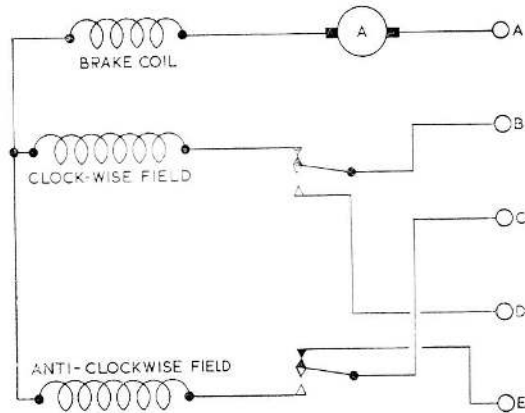 A
A
BRAKE COIL
B
CLOCK-WISE FIELD
C
D
ANTI-CLOCKWISE FIELD
E